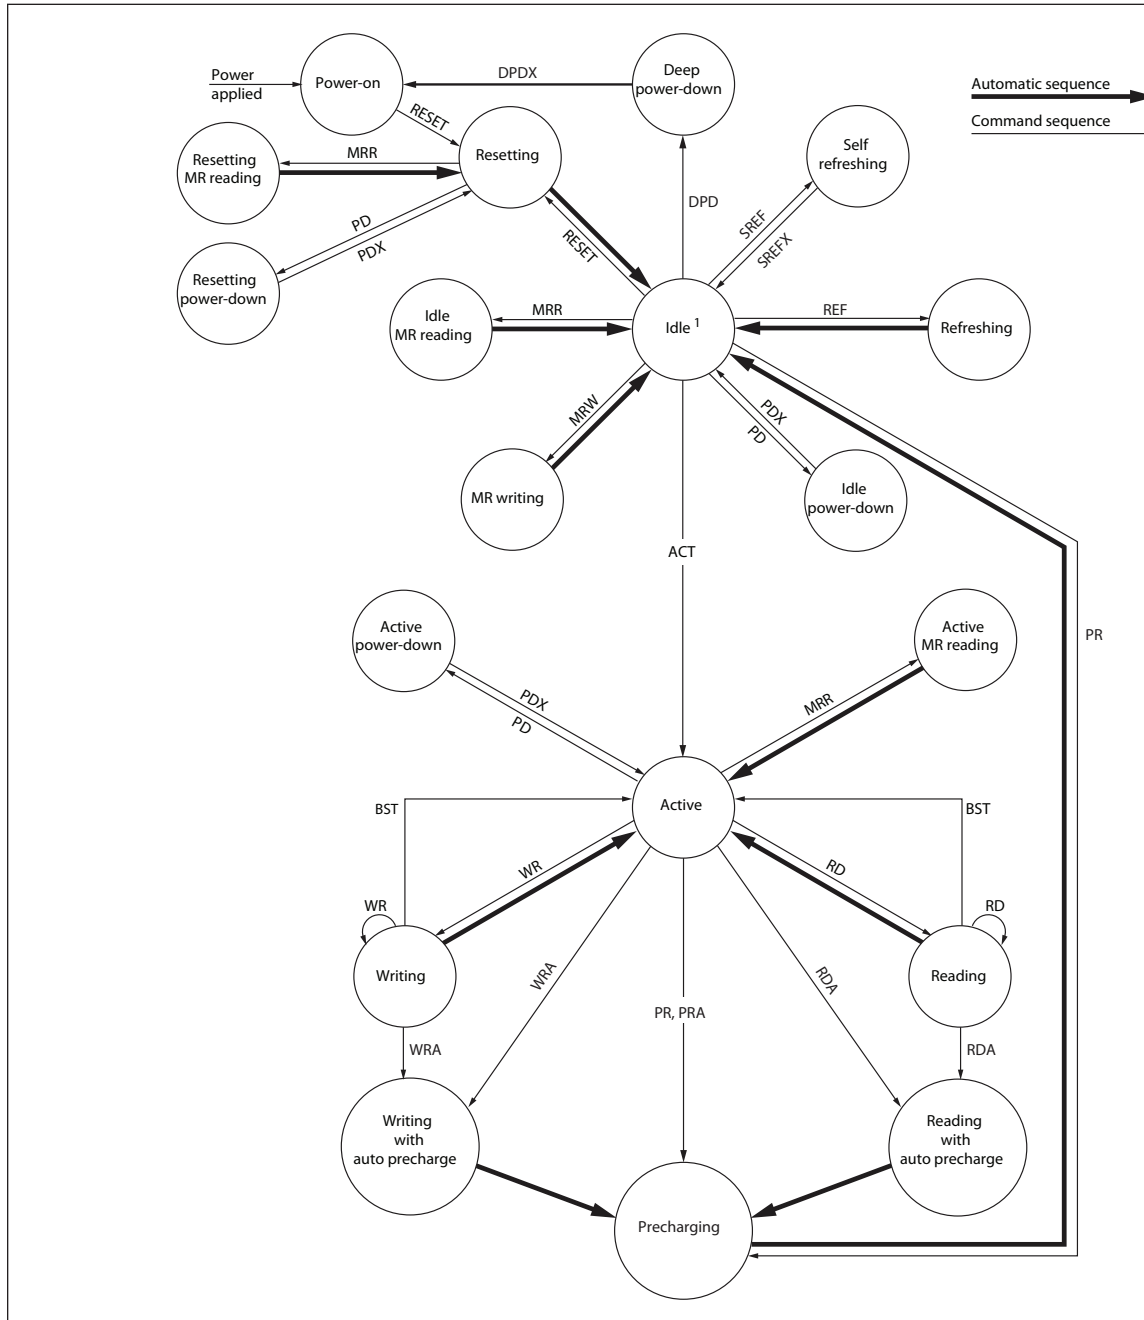 Power
applied
Power-on
DPDX
Deep
power-down
Automatic sequence
Command sequence
RESET
Resetting
MR reading
MRR
Resetting
Self
refreshing
PD
PDX
Resetting
power-down
RESET
DPD
SREF
SREFX
Idle
MR reading
MRR
Idle 1
REF
Refreshing
MRW
PDX
PD
MR writing
Idle
power-down
ACT
Active
power-down
Active
MR reading
PR
PDX
PD
MRR
BST
Active
BST
WR
RD
WR
RD
Writing
WRA
RDA
Reading
PR, PRA
WRA
RDA
Writing
with
auto precharge
Reading
with
auto precharge
Precharging